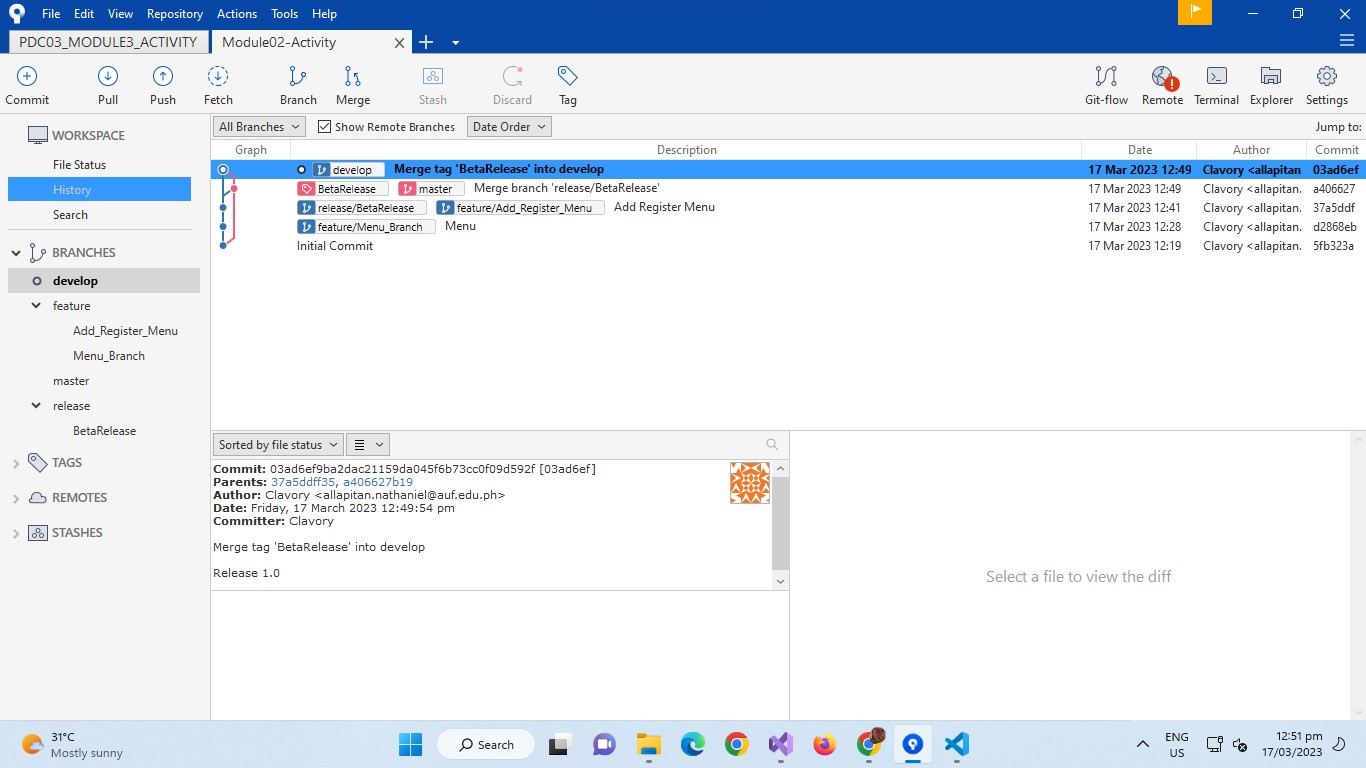 File Edit View Repository Actions Tools Help
PDC03_MODULE3_ACTIVITY Module02-Activity
Commit Pull Push Fetch Branch Merge Stash Discard Tag Git-flow Remote Terminal Explorer Settings
WORKSPACE
File Status
History
Search
BRANCHES
develop
feature
Add_Register_Menu
Menu_Branch
master
release
BetaRelease
TAGS
REMOTES
STASHES
All Branches Show Remote Branches Date Order Jump to:
Graph Description Date Author Commit
develop Merge tag 'BetaRelease' into develop 17 Mar 2023 12:49 Clavory <allapitan 03ad6ef
BetaRelease master Merge branch 'release/BetaRelease' 17 Mar 2023 12:49 Clavory <allapitan. a406627
release/BetaRelease feature/Add_Register_Menu Add Register Menu 17 Mar 2023 12:41 Clavory <allapitan. 37a5ddf
feature/Menu_Branch Menu 17 Mar 2023 12:28 Clavory <allapitan. d2868eb
Initial Commit 17 Mar 2023 12:19 Clavory <allapitan. 5fb323a
Sorted by file status
Commit: 03ad6ef9ba2dac21159da045f6b73cc0f09d592f [03ad6ef]
Parents: 37a5ddff35, a406627b19
Author: Clavory <allapitan.nathaniel@auf.edu.ph>
Date: Friday, 17 March 2023 12:49:54 pm
Committer: Clavory
Merge tag 'BetaRelease' into develop
Release 1.0
Select a file to view the diff
31°C
Mostly sunny
Search
ENG
US
12:51 pm
17/03/2023